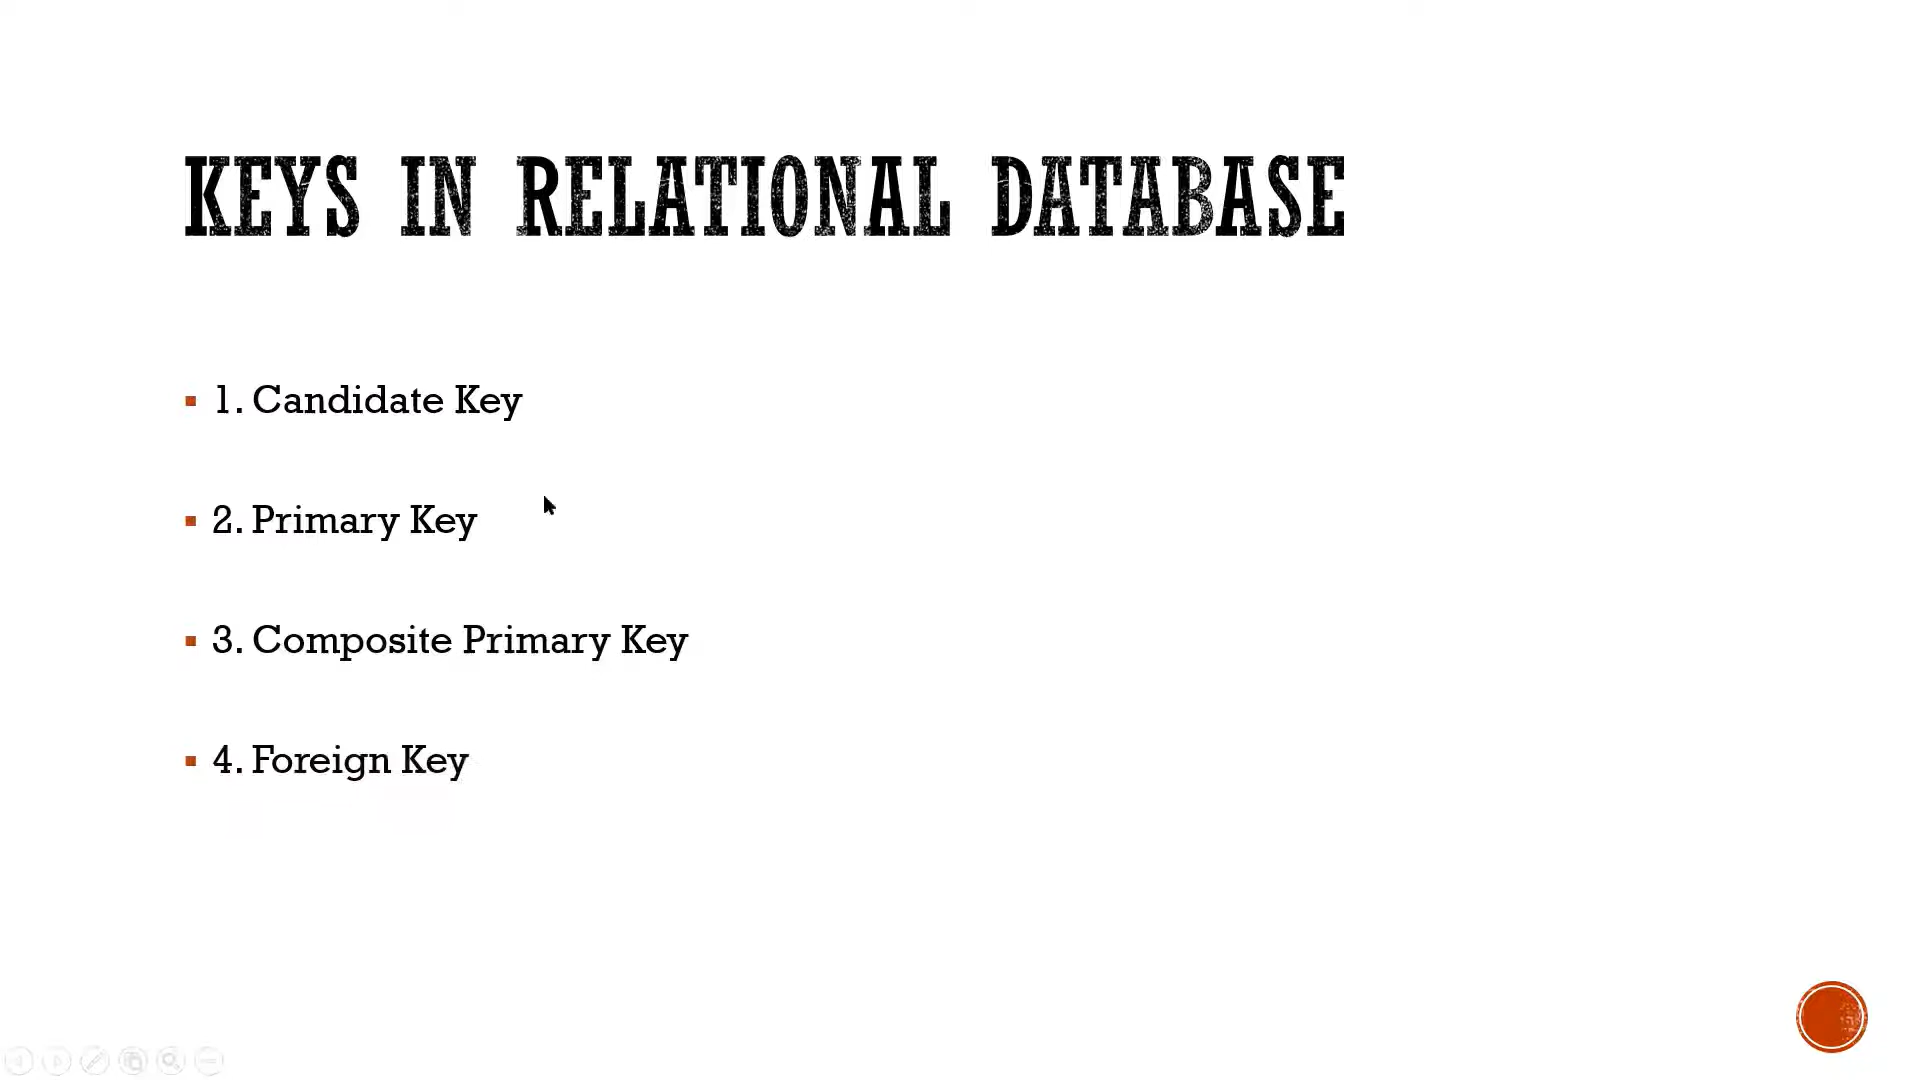 KEYS IN RELATIONAL DATABASE
1. Candidate Key
2. Primary Key
3. Composite Primary Key
4. Foreign Key